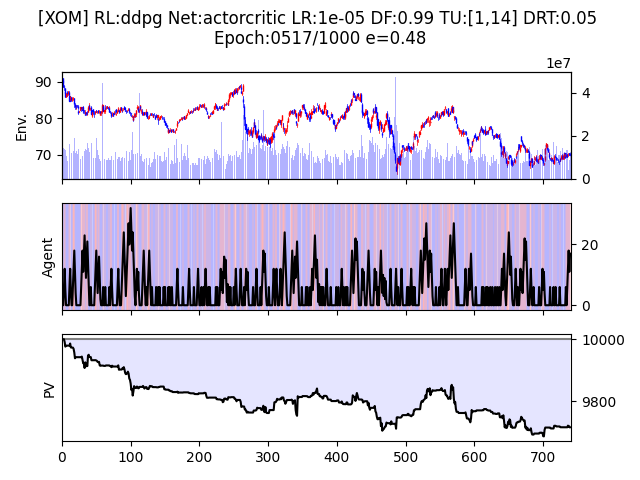 [XOM] RL:ddpg Net:actorcritic LR:1e-05 DF:0.99 TU:[1,14] DRT:0.05
Epoch:0517/1000 e=0.48
1e7
90
80
70
Env.
4
2
0
Agent
20
0
PV
10000
9800
0 100 200 300 400 500 600 700